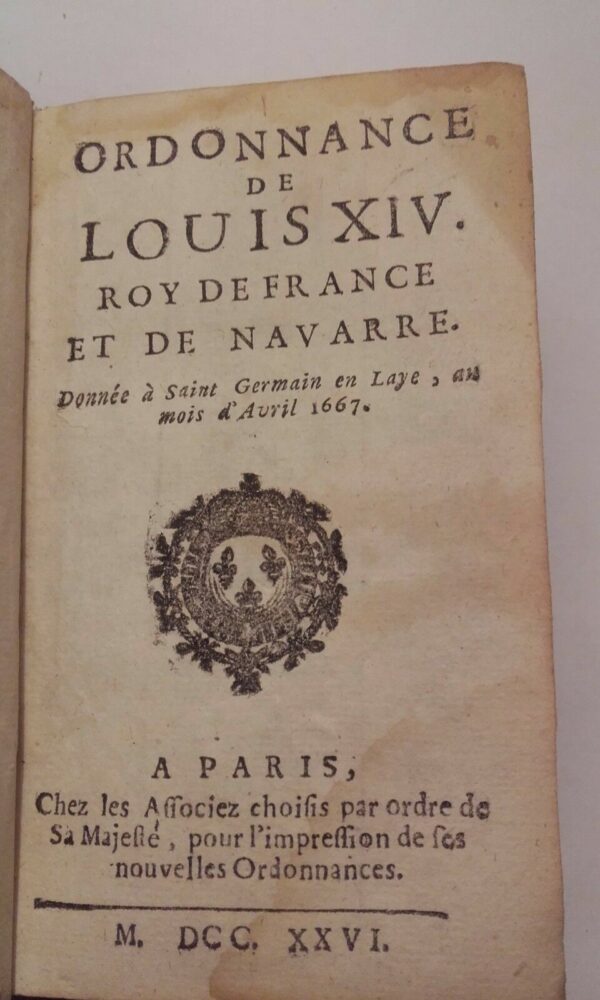 ORDONNANCE
DE
LOUIS XIV.
ROY DE FRANCE
ET DE NAVARRE.
Donnée à Saint Germain en Laye, au
mois d'Avril 1667.
A PARIS,
Chez les Aſſociez choiſis par ordre de
Sa Majeſté, pour l'impreſſion de ſes
nouvelles Ordonnances.
M. DCC. XXVI.